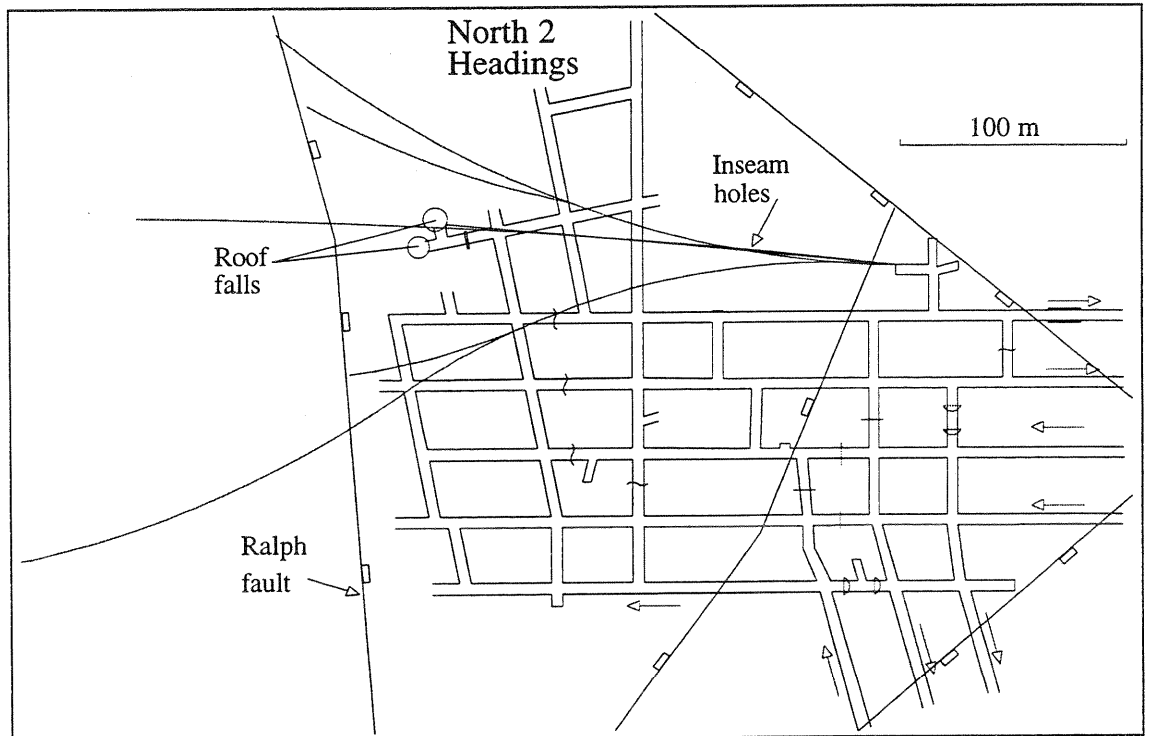 North 2
Headings
100 m
Inseam
holes
Roof
falls
Ralph
fault